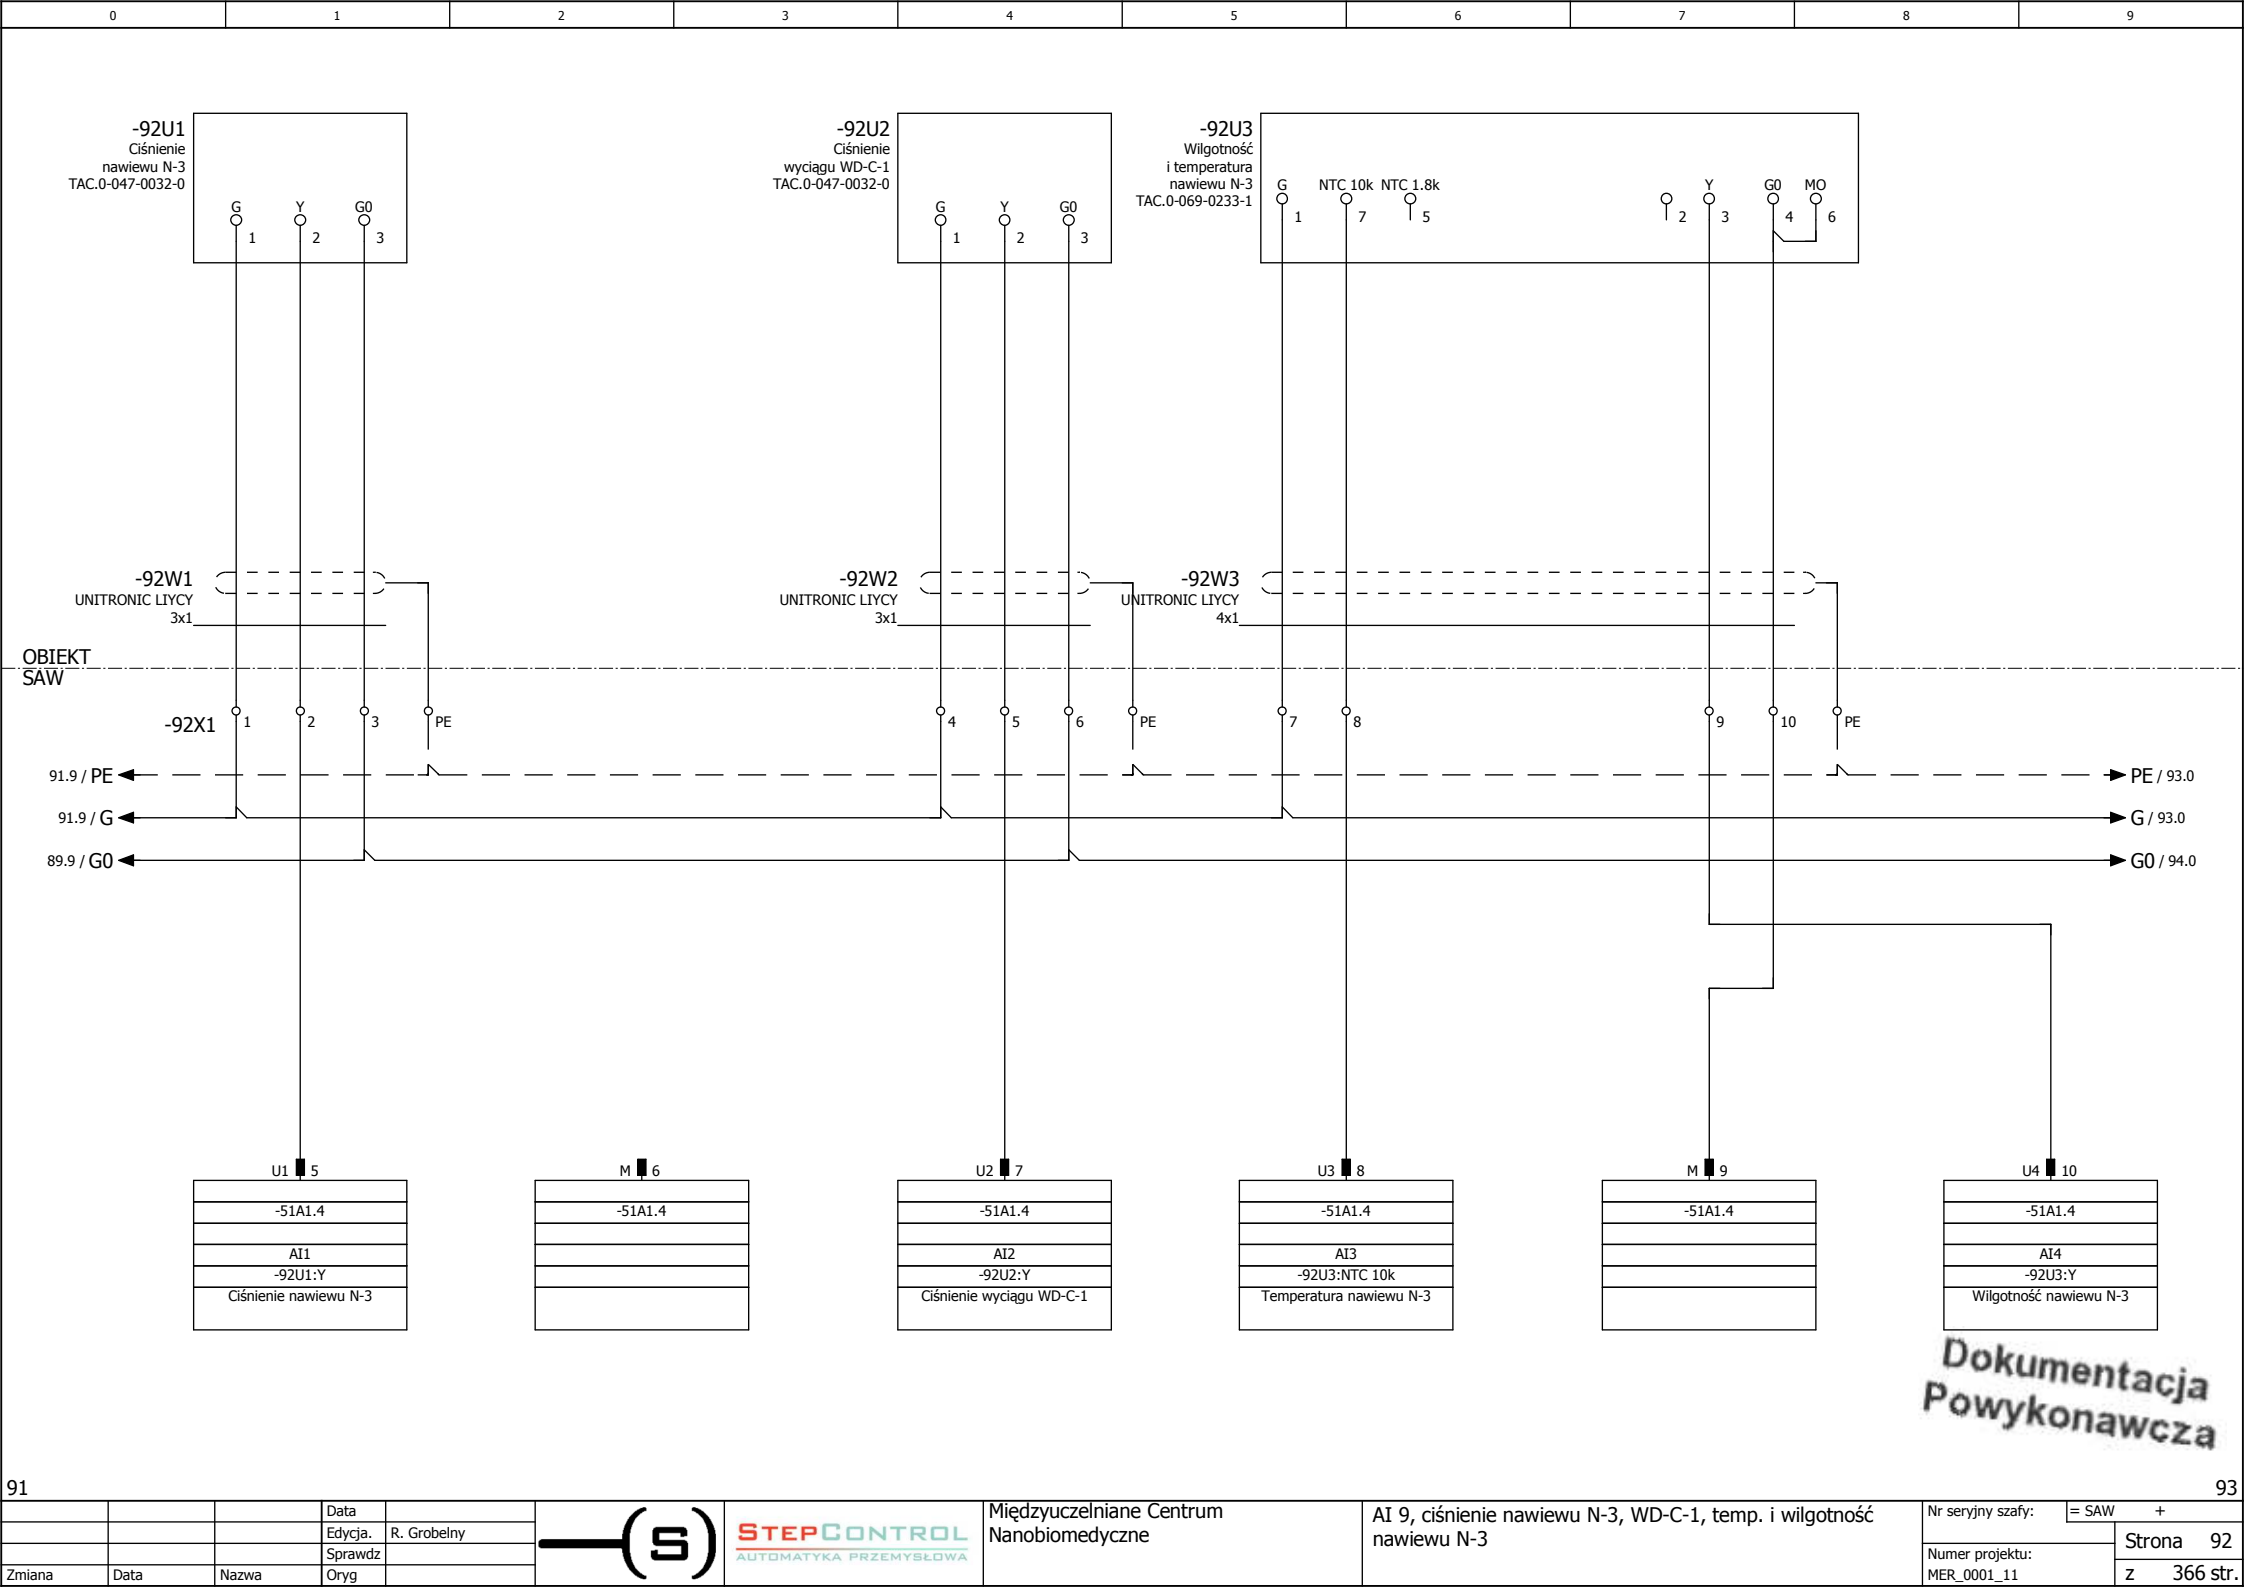 0 1 2 3 4 5 6 7 8 9
-92U1
Ciśnienie
nawiewu N-3
TAC.0-047-0032-0
G Y G0
1 2 3
-92U2
Ciśnienie
wyciągu WD-C-1
TAC.0-047-0032-0
G Y G0
1 2 3
-92U3
Wilgotność
i temperatura
nawiewu N-3
TAC.0-069-0233-1
G NTC 10k NTC 1.8k Y G0 MO
1 7 5 2 3 4 6
-92W1
UNITRONIC LIYCY
3x1
-92W2
UNITRONIC LIYCY
3x1
-92W3
UNITRONIC LIYCY
4x1
OBIEKT
SAW
-92X1 1 2 3 PE 4 5 6 PE 7 8 9 10 PE
91.9 / PE PE / 93.0
91.9 / G G / 93.0
89.9 / G0 G0 / 94.0
U1 5
-51A1.4
AI1
-92U1:Y
Ciśnienie nawiewu N-3
M 6
-51A1.4
U2 7
-51A1.4
AI2
-92U2:Y
Ciśnienie wyciągu WD-C-1
U3 8
-51A1.4
AI3
-92U3:NTC 10k
Temperatura nawiewu N-3
M 9
-51A1.4
U4 10
-51A1.4
AI4
-92U3:Y
Wilgotność nawiewu N-3
Dokumentacja
Powykonawcza
91 93
Data
Edycja. R. Grobelny
Sprawdz
Zmiana Data Nazwa Oryg
(S)
STEPCONTROL
AUTOMATYKA PRZEMYSŁOWA
Międzyuczelniane Centrum
Nanobiomedyczne
AI 9, ciśnienie nawiewu N-3, WD-C-1, temp. i wilgotność
nawiewu N-3
Nr seryjny szafy: = SAW +
Strona 92
Numer projektu:
MER_0001_11
z 366 str.